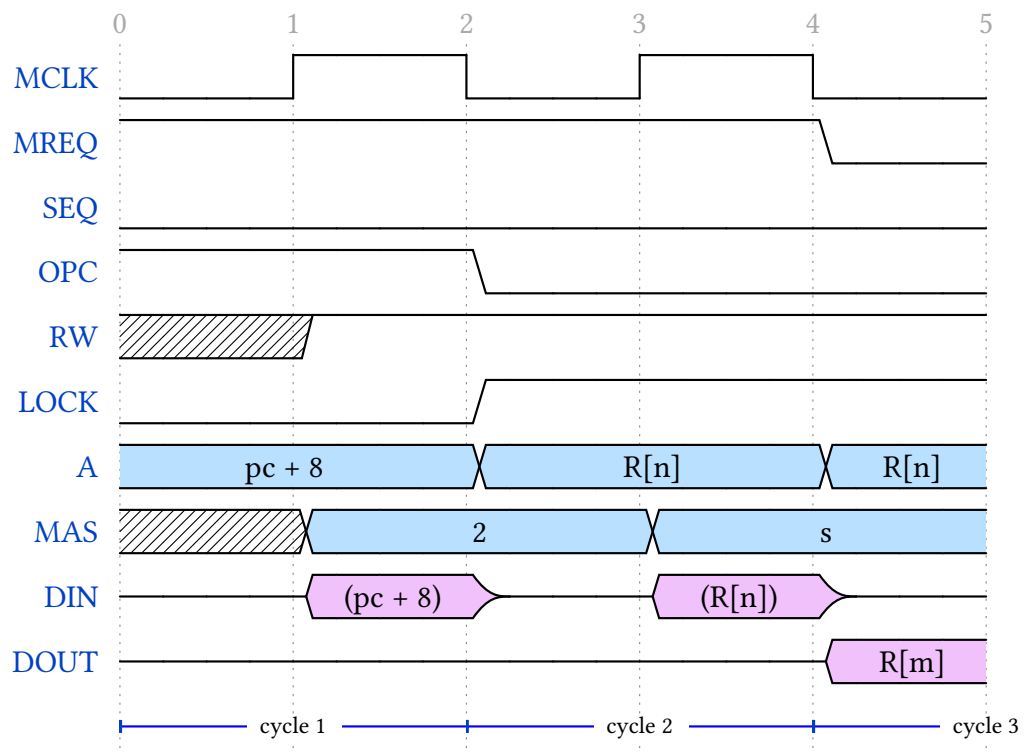 0 1 2 3 4 5
MCLK
MREQ
SEQ
OPC
RW
LOCK
A pc + 8 R[n] R[n]
MAS 2 s
DIN (pc + 8) (R[n])
DOUT R[m]
cycle 1 cycle 2 cycle 3